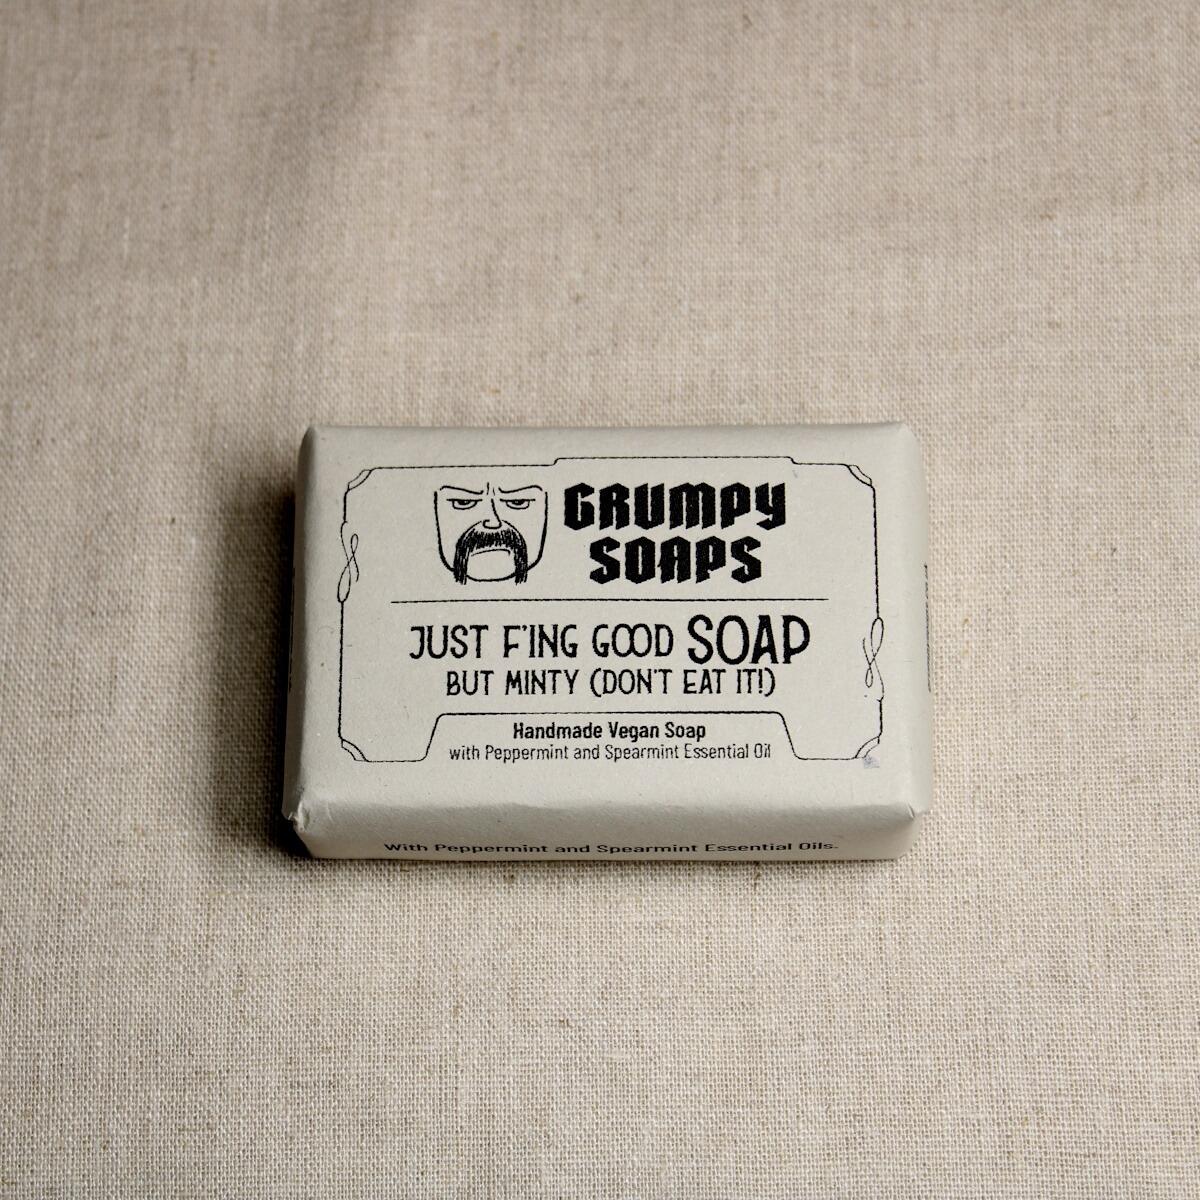 GRUMPY
SOAPS
JUST F'ING GOOD SOAP
BUT MINTY (DON'T EAT IT!)
Handmade Vegan Soap
with Peppermint and Spearmint Essential Oil
With Peppermint and Spearmint Essential Oils.